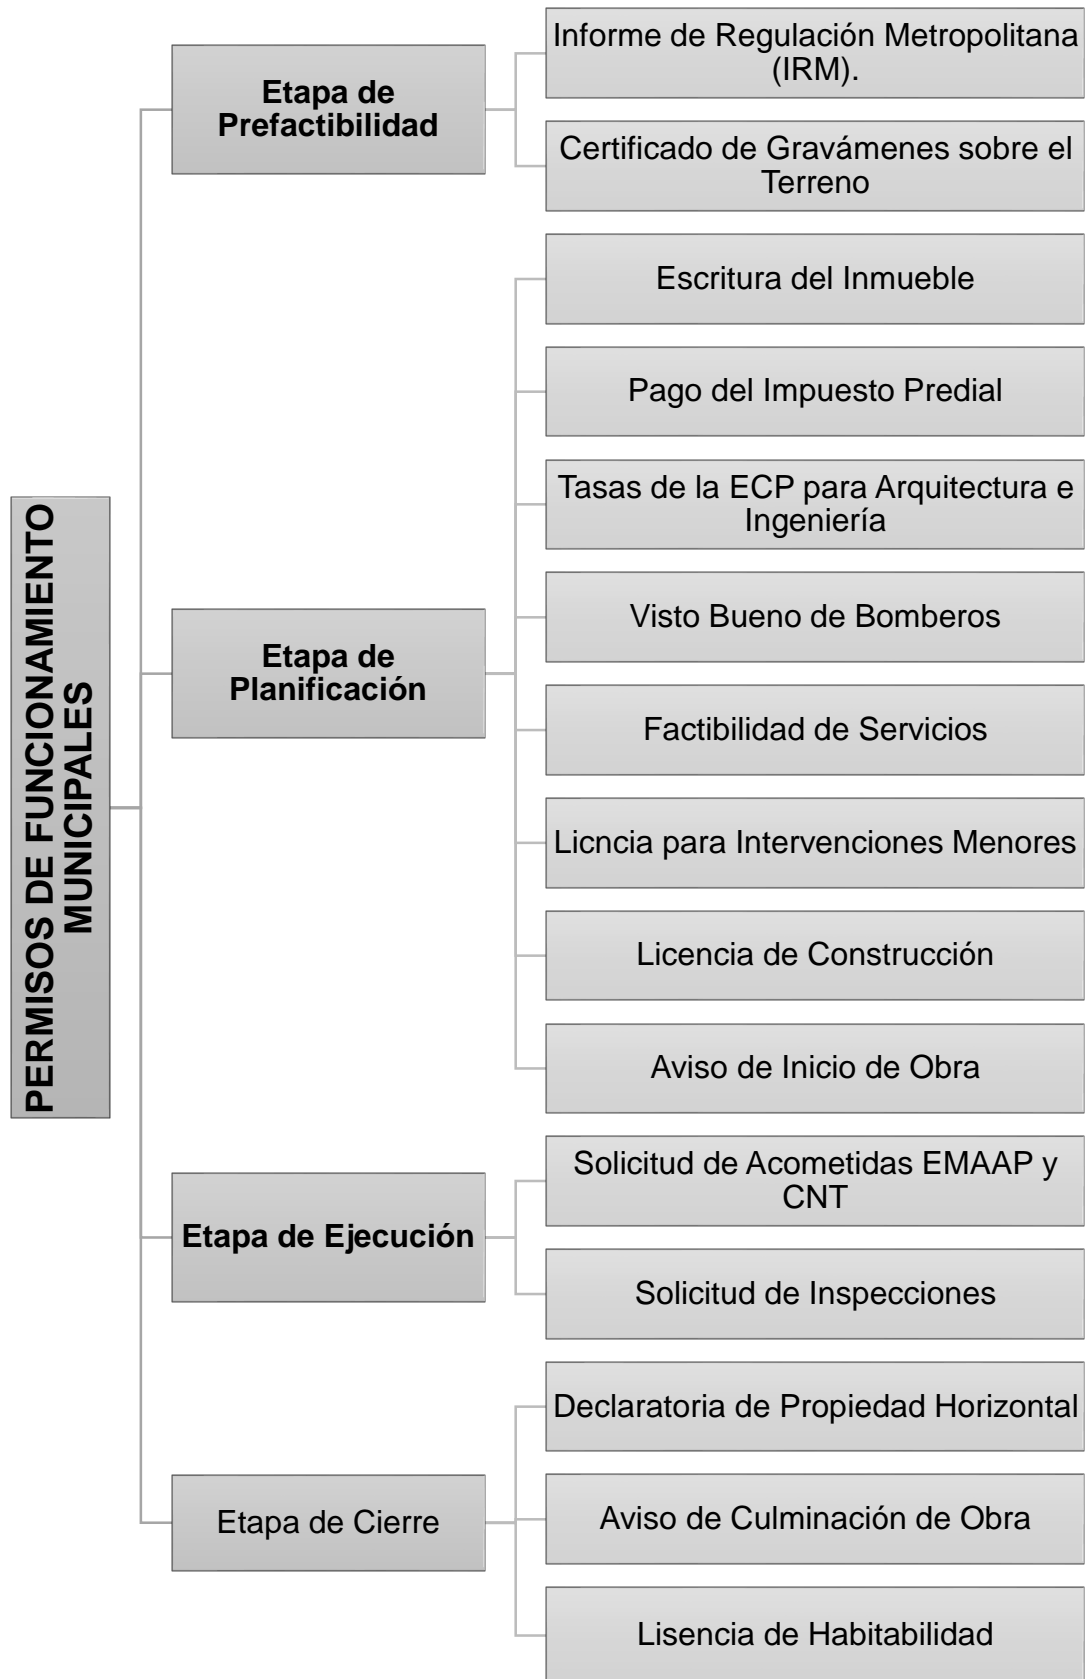 PERMISOS DE FUNCIONAMIENTO
MUNICIPALES
Etapa de
Prefactibilidad
Informe de Regulación Metropolitana
(IRM).
Certificado de Gravámenes sobre el
Terreno
Etapa de
Planificación
Escritura del Inmueble
Pago del Impuesto Predial
Tasas de la ECP para Arquitectura e
Ingeniería
Visto Bueno de Bomberos
Factibilidad de Servicios
Licncia para Intervenciones Menores
Licencia de Construcción
Aviso de Inicio de Obra
Etapa de Ejecución
Solicitud de Acometidas EMAAP y
CNT
Solicitud de Inspecciones
Etapa de Cierre
Declaratoria de Propiedad Horizontal
Aviso de Culminación de Obra
Lisencia de Habitabilidad